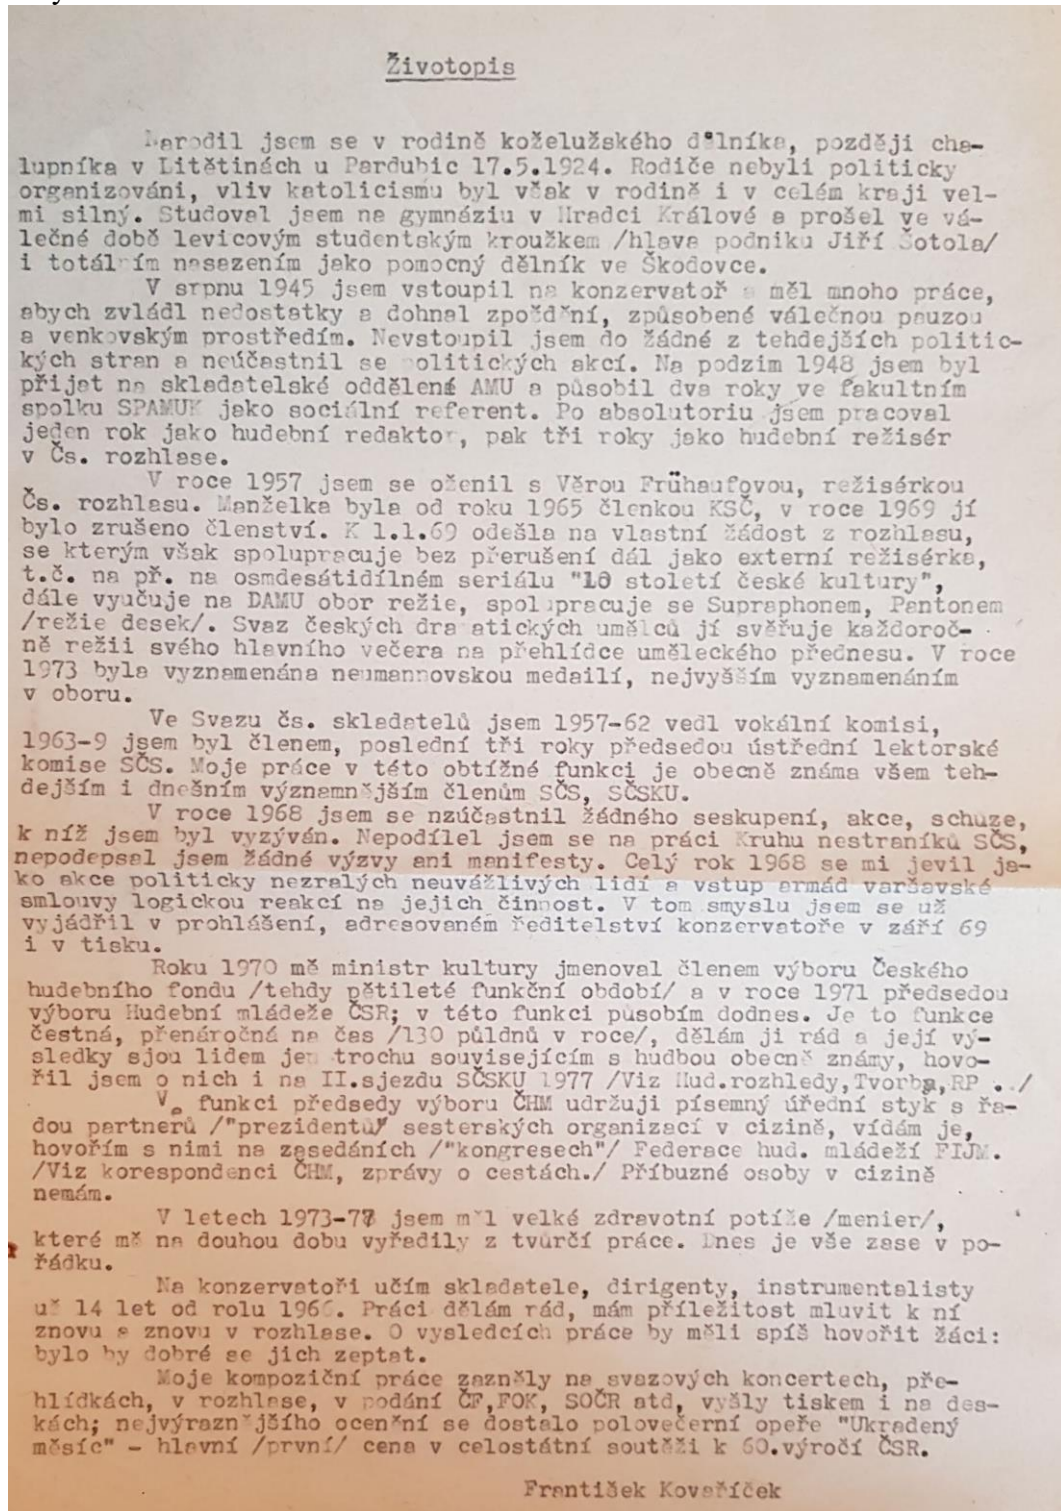 Životopis
Narodil jsem se v rodině koželužského dělníka, později cha-
lupníka v Litětinách u Pardubic 17.5.1924. Rodiče nebyli politicky
organizováni, vliv katolicismu byl však v rodině i v celém kraji vel-
mi silný. Studoval jsem na gymnáziu v Hradci Králové a prošel ve vá-
lečné době levicovým studentským kroužkem /hlava podniku Jiří Šotola/
i totálním nasazením jako pomocný dělník ve Škodovce.
V srpnu 1945 jsem vstoupil na konzervatoř a měl mnoho práce,
abych zvládl nedostatky a dohnal zpoždění, způsobené válečnou pauzou
a venkovským prostředím. Nevstoupil jsem do žádné z tehdejších politic-
kých stran a neúčastnil se politických akcí. Na podzim 1948 jsem byl
přijat na skladatelské oddělení AMU a působil dva roky ve fakultním
spolku SPAMUK jako sociální referent. Po absolutoriu jsem pracoval
jeden rok jako hudební redaktor, pak tři roky jako hudební režisér
v Čs. rozhlase.
V roce 1957 jsem se oženil s Věrou Frühaufovou, režisérkou
Čs. rozhlasu. Manželka byla od roku 1965 členkou KSČ, v roce 1969 jí
bylo zrušeno členství. K 1.1.69 odešla na vlastní žádost z rozhlasu,
se kterým však spolupracuje bez přerušení dál jako externí režisérka,
t.č. na př. na osmdesátidílném seriálu "10 století české kultury",
dále vyučuje na DAMU obor režie, spolupracuje se Supraphonem, Pantonem
/režie desek/. Svaz českých dramatických umělců jí svěřuje každoroč-
ně režii svého hlavního večera na přehlídce uměleckého přednesu. V roce
1973 byla vyznamenána neumannovskou medailí, nejvyšším vyznamenáním
v oboru.
Ve Svazu čs. skladatelů jsem 1957-62 vedl vokální komisi,
1963-9 jsem byl členem, poslední tři roky předsedou ústřední lektorské
komise SČS. Moje práce v této obtížné funkci je obecně známa všem teh-
dejším i dnešním významnějším členům SČS, SČSKU.
V roce 1968 jsem se nzúčastnil žádného seskupení, akce, schuze,
k níž jsem byl vyzýván. Nepodílel jsem se na práci Kruhu nestraníků SČS,
nepodepsal jsem žádné výzvy ani manifesty. Celý rok 1968 se mi jevil ja-
ko akce politicky nezralých neuvážlivých lidí a vstup armád varšavské
smlouvy logickou reakcí na jejich činnost. V tom smyslu jsem se už
vyjádřil v prohlášení, adresovaném ředitelství konzervatoře v září 69
i v tisku.
Roku 1970 mě ministr kultury jmenoval členem výboru Českého
hudebního fondu /tehdy pětileté funkční období/ a v roce 1971 předsedou
výboru Hudební mládeže ČSR; v této funkci působím dodnes. Je to funkce
čestná, přenáročná na čas /130 půldnů v roce/, dělám ji rád a její vý-
sledky sjou lidem jen trochu souvisejícím s hudbou obecně známy, hovo-
řil jsem o nich i na II.sjezdu SČSKU 1977 /Viz Hud.rozhledy,Tvorba,RP ../
V funkci předsedy výboru ČHM udržuji písemný úřední styk s řa-
dou partnerů /"prezidentů/ sesterských organizací v cizině, vídám je,
hovořím s nimi na zasedáních /"kongresech"/ Federace hud. mládeží FIJM.
/Viz korespondenci ČHM, zprávy o cestách./ Příbuzné osoby v cizině
nemám.
V letech 1973-77 jsem měl velké zdravotní potíže /menier/,
které mě na douhou dobu vyřadily z tvůrčí práce. Dnes je vše zase v po-
řádku.
Na konzervatoři učím skladatele, dirigenty, instrumentalisty
už 14 let od rolu 1966. Práci dělám rád, mám příležitost mluvit k ní
znovu a znovu v rozhlase. O vysledcích práce by měli spíš hovořit žáci:
bylo by dobré se jich zeptat.
Moje kompoziční práce zazněly na svazových koncertech, pře-
hlídkách, v rozhlase, v podání ČF,FOK, SOČR atd, vyšly tiskem i na des-
kách; nejvýraznějšího ocenění se dostalo polovečerní opeře "Ukradený
měsíc" - hlavní /první/ cena v celostátní soutěži k 60.výročí ČSR.
František Kovaříček